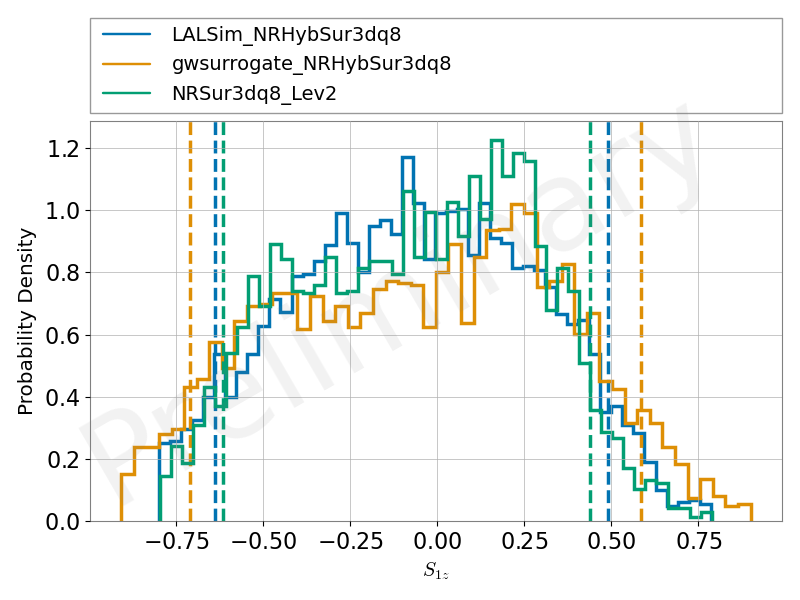 LALSim_NRHybSur3dq8
gwsurrogate_NRHybSur3dq8
NRSur3dq8_Lev2
Preliminary
Probability Density
1.2
1.0
0.8
0.6
0.4
0.2
0.0
−0.75 −0.50 −0.25 0.00 0.25 0.50 0.75
S1z